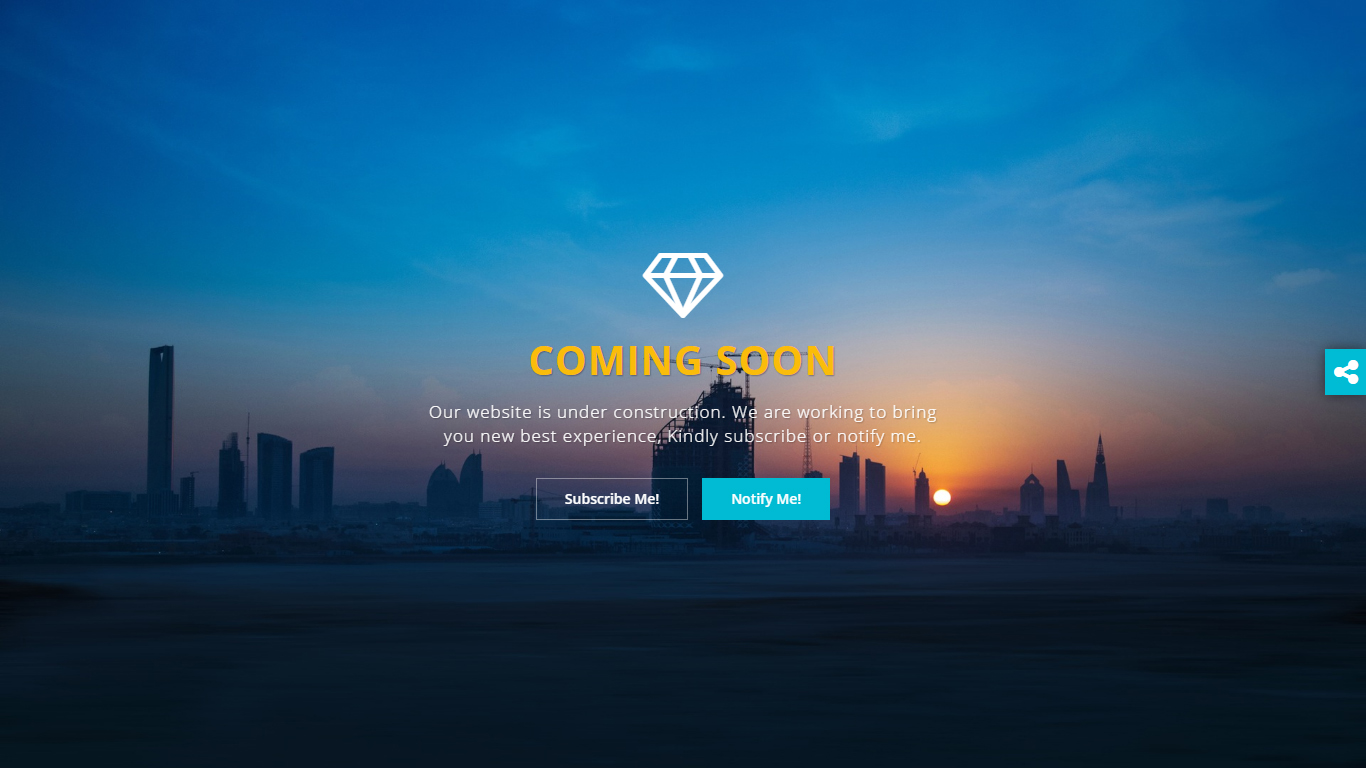 COMING SOON
Our website is under construction. We are working to bring
you new best experience, Kindly subscribe or notify me.
Subscribe Me! Notify Me!